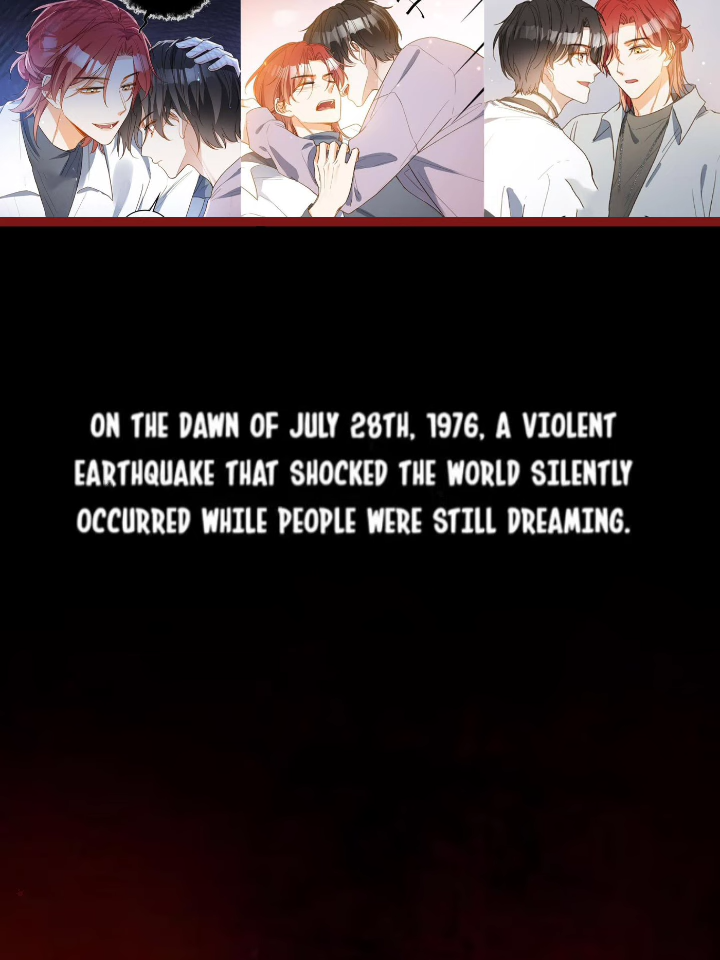 ON THE DAWN OF JULY 28TH, 1976, A VIOLENT
EARTHQUAKE THAT SHOCKED THE WORLD SILENTLY
OCCURRED WHILE PEOPLE WERE STILL DREAMING.